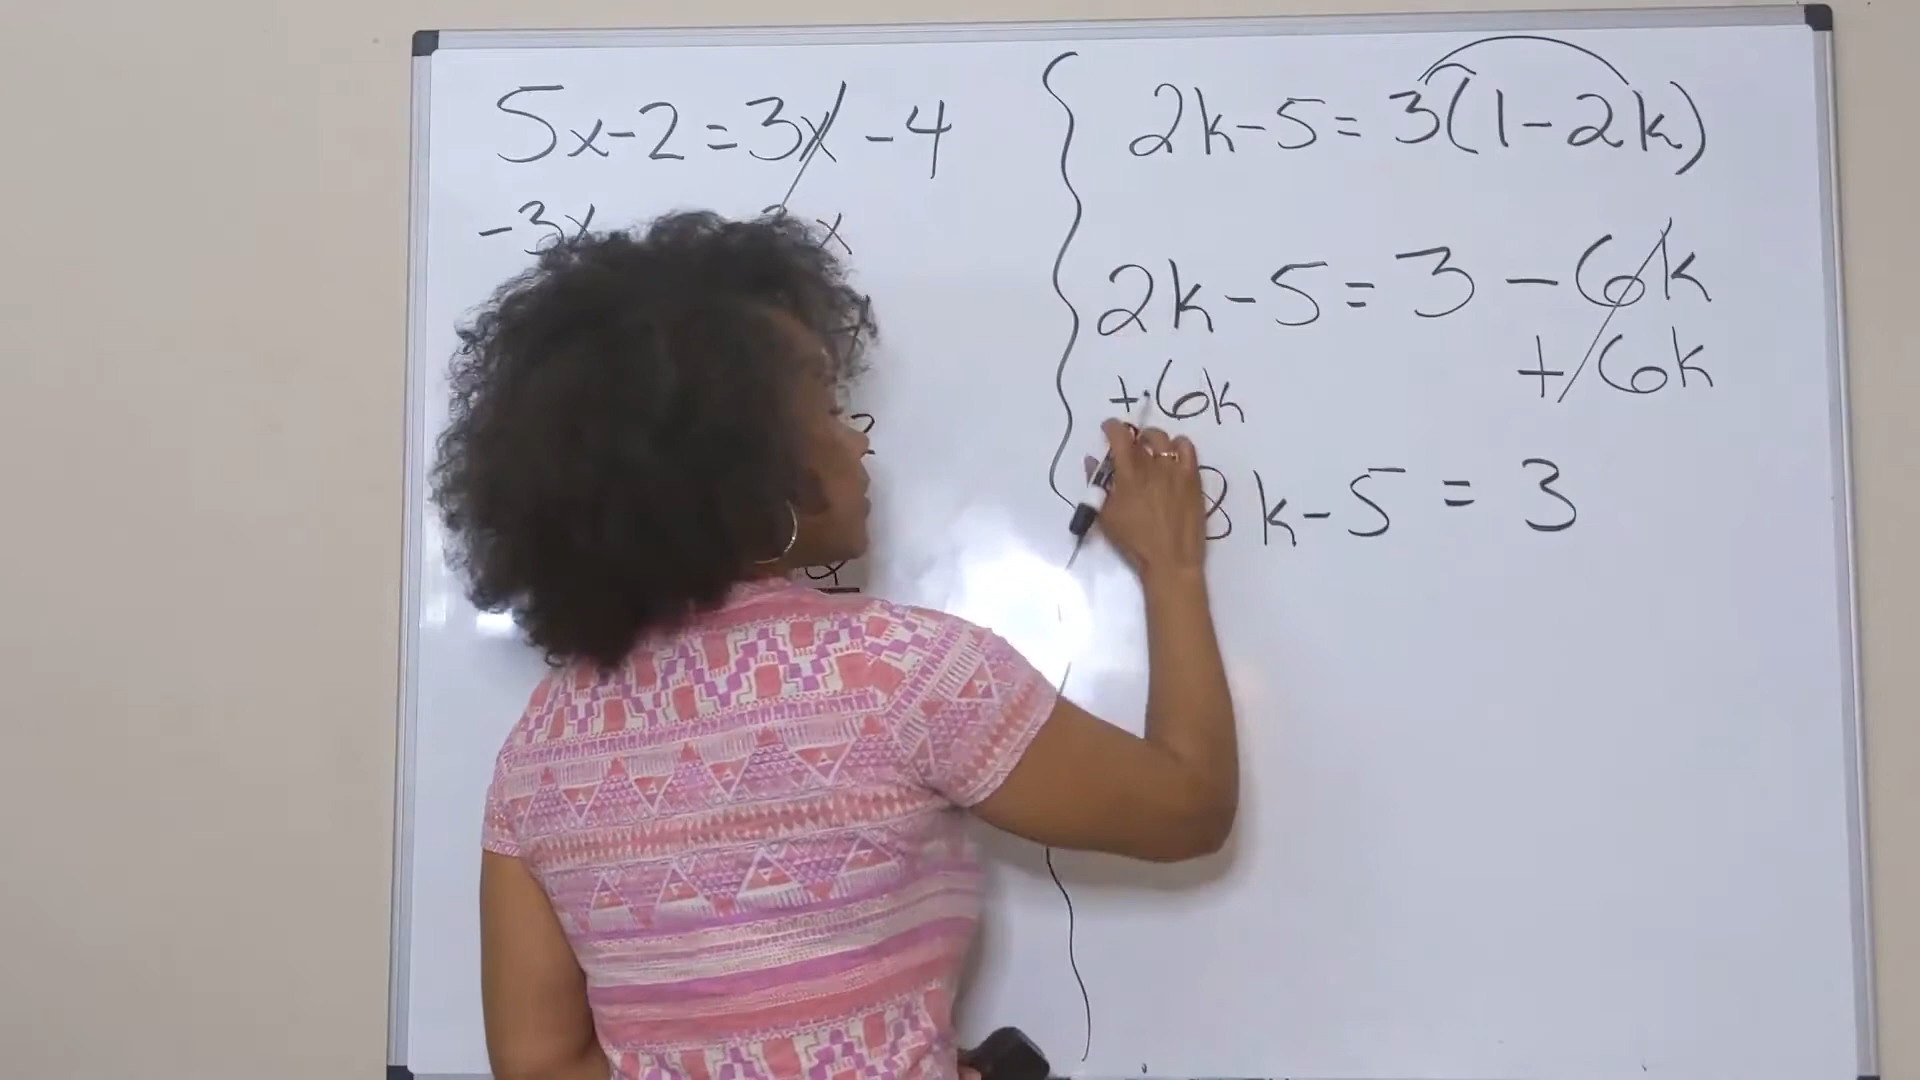 5x-2=3x-4
-3x x
2k-5=3(1-2k)
2k-5=3-6k
+6k +6k
8k-5=3